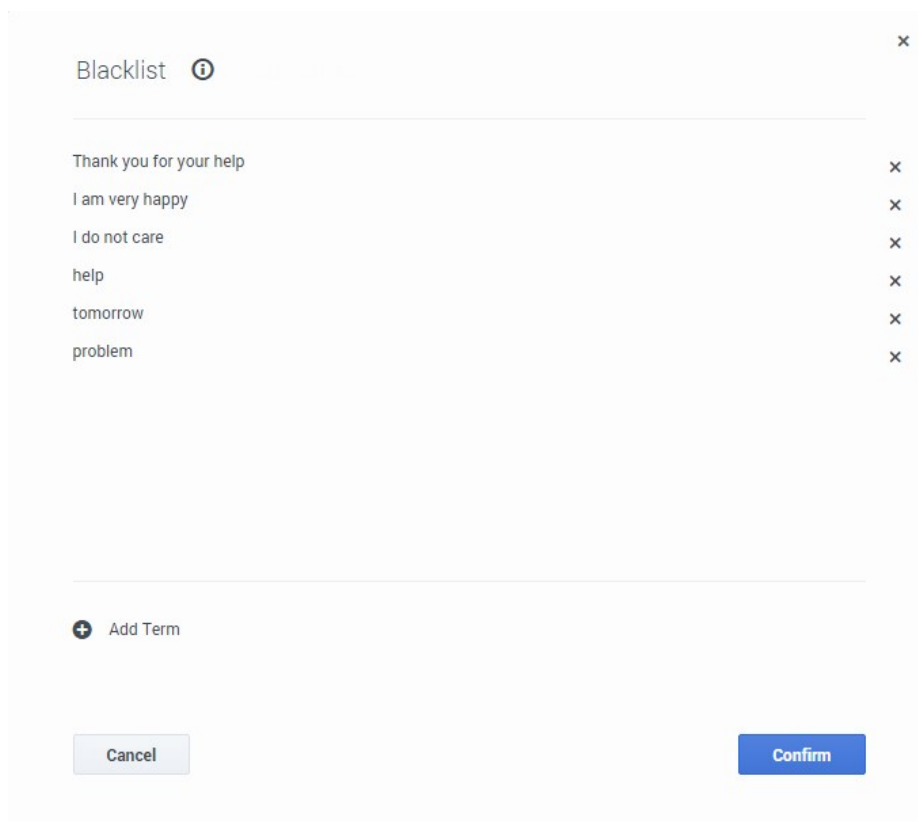 Blacklist
Thank you for your help
I am very happy
I do not care
help
tomorrow
problem
Add Term
Cancel
Confirm